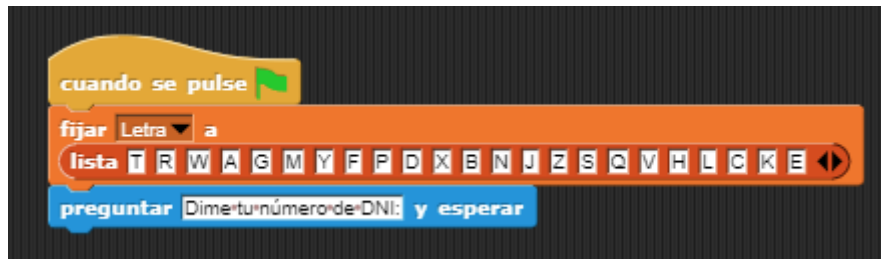 cuando se pulse
fijar Letra a
lista T R W A G M Y F P D X B N J Z S Q V H L C K E
preguntar Dime tu número de DNI: y esperar